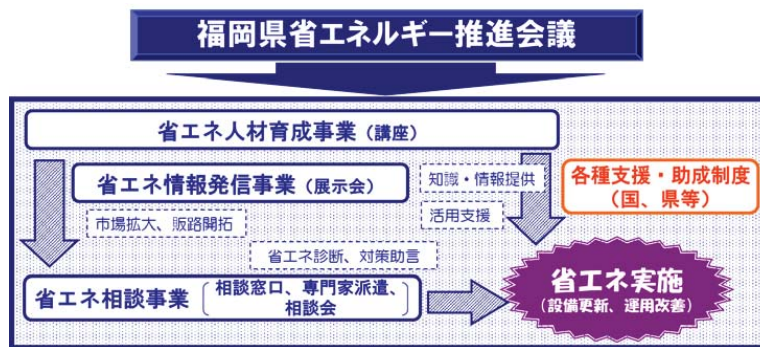 福岡県省エネルギー推進会議
省エネ人材育成事業（講座）
省エネ情報発信事業（展示会）
知識・情報提供
各種支援・助成制度
（国、県等）
市場拡大、販路開拓
活用支援
省エネ診断、対策助言
省エネ相談事業
相談窓口、専門家派遣、
相談会
省エネ実施
（設備更新、運用改善）